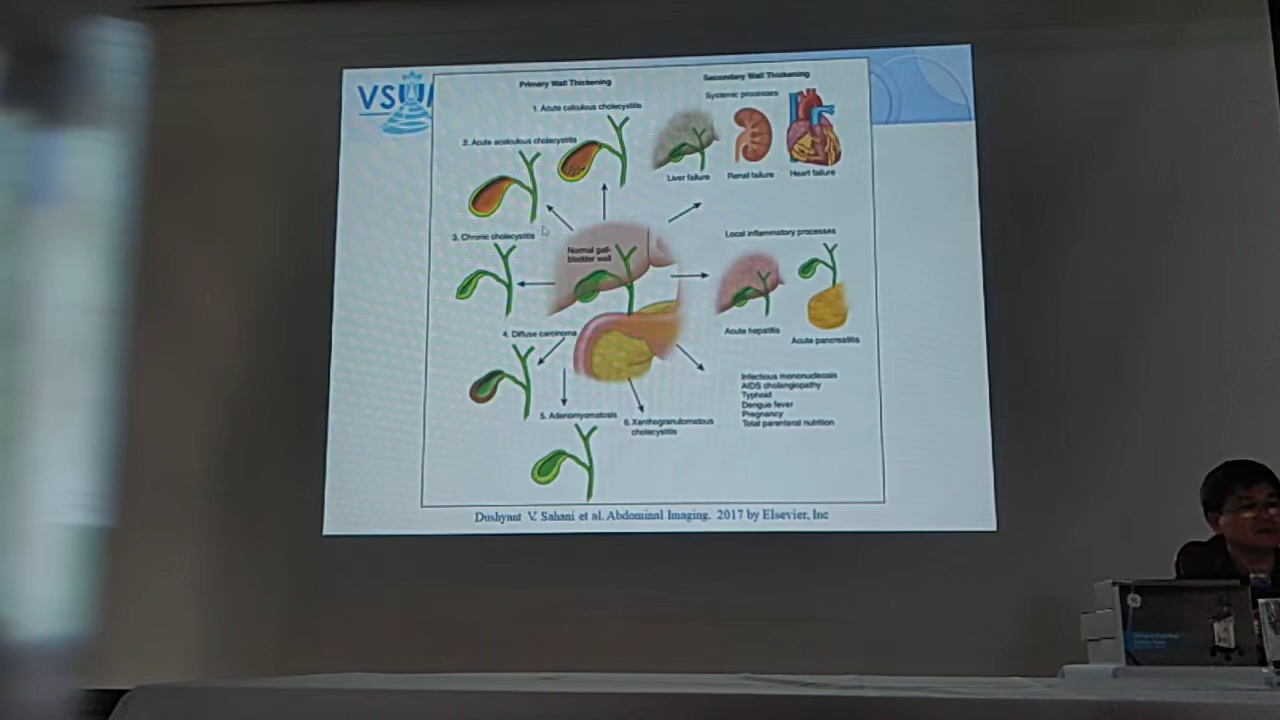 VSUM
Primary Wall Thickening
Secondary Wall Thickening
Systemic processes
1. Acute calculous cholecystitis
2. Acute acalculous cholecystitis
Liver failure
Renal failure
Heart failure
3. Chronic cholecystitis
Normal gall-
bladder wall
Local inflammatory processes
4. Diffuse carcinoma
Acute hepatitis
Acute pancreatitis
5. Adenomyomatosis
6. Xanthogranulomatous
cholecystitis
Infectious mononucleosis
AIDS cholangiopathy
Typhoid
Dengue fever
Pregnancy
Total parenteral nutrition
Dushyant V. Sahani et al. Abdominal Imaging. 2017 by Elsevier, Inc